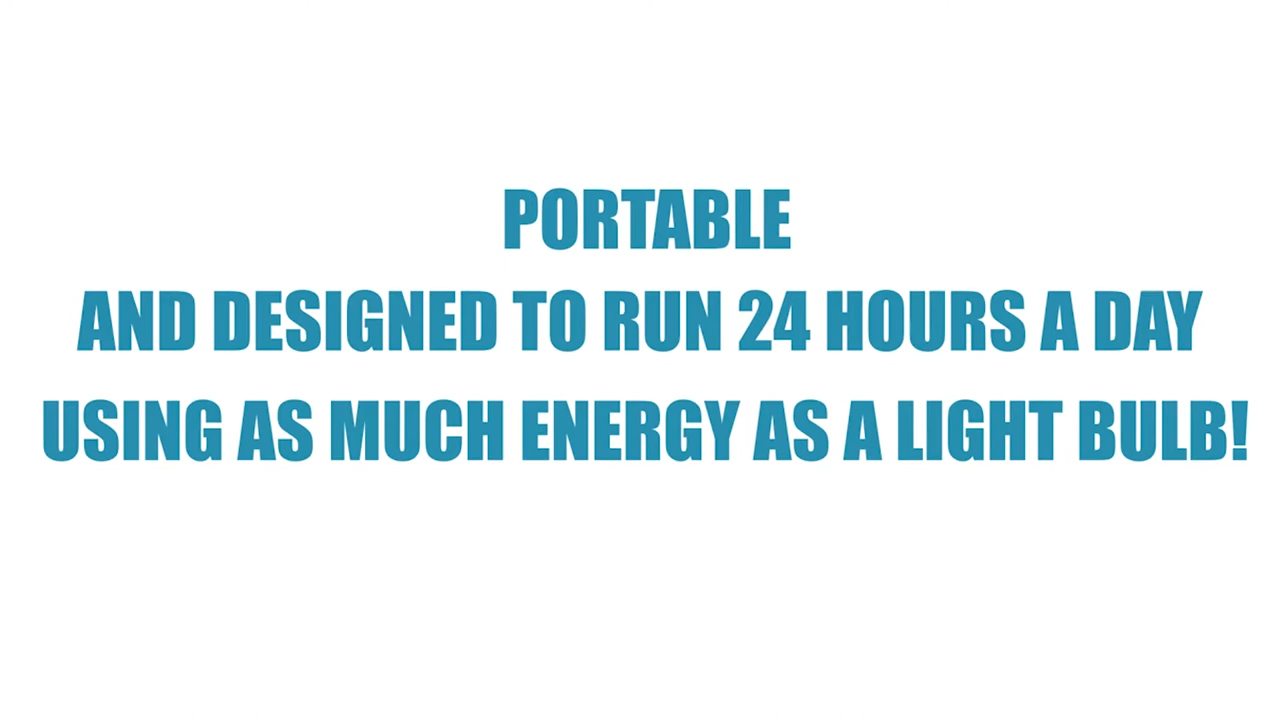 PORTABLE
AND DESIGNED TO RUN 24 HOURS A DAY
USING AS MUCH ENERGY AS A LIGHT BULB!